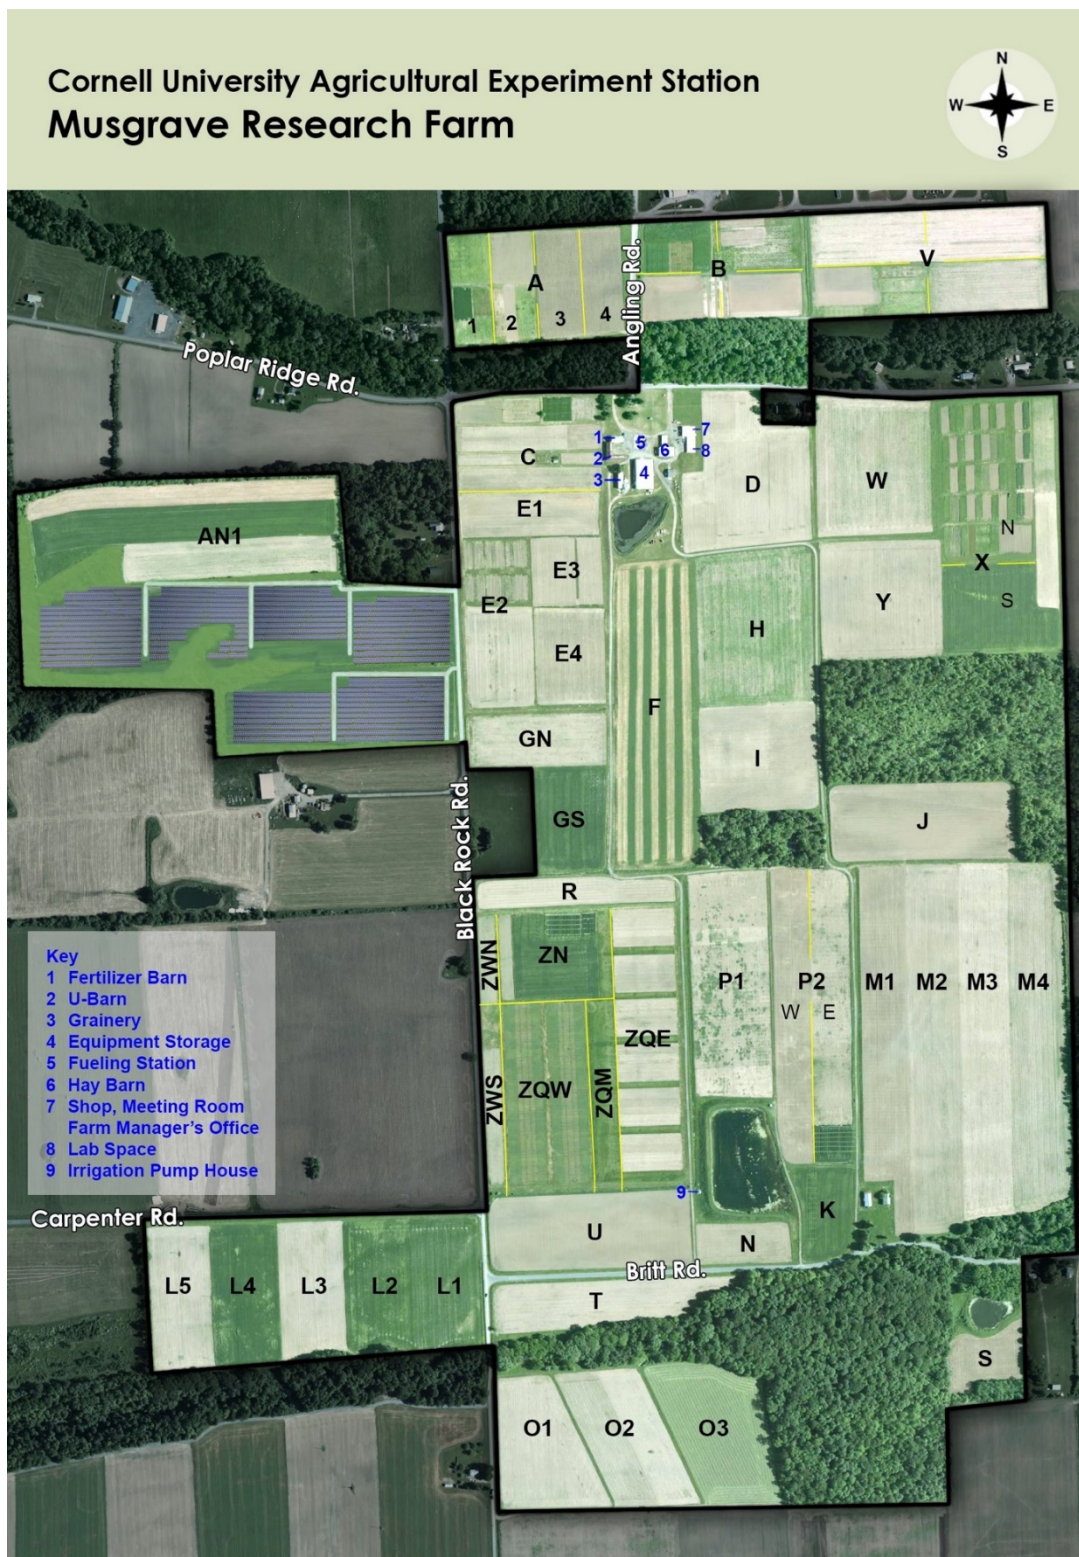 Cornell University Agricultural Experiment Station
Musgrave Research Farm
N
W
E
S
A
1
2
3
4
Angling Rd.
B
V
Poplar Ridge Rd.
C
1
2
3
4
5
6
7
8
D
W
E1
AN1
N
X
S
E3
E2
Y
H
E4
F
GN
I
Black Rock Rd.
GS
J
R
Key
1 Fertilizer Barn
2 U-Barn
3 Grainery
4 Equipment Storage
5 Fueling Station
6 Hay Barn
7 Shop, Meeting Room
Farm Manager's Office
8 Lab Space
9 Irrigation Pump House
ZWN
ZN
P1
P2
W E
M1
M2
M3
M4
ZQE
ZWS
ZQW
ZQM
9
K
Carpenter Rd.
U
N
Britt Rd.
L5
L4
L3
L2
L1
T
S
O1
O2
O3